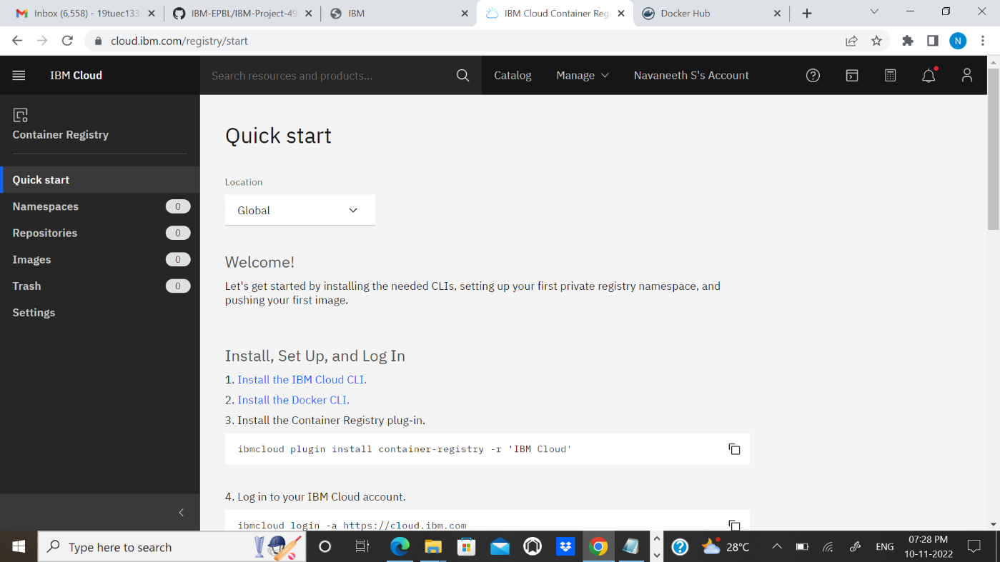 Inbox (6,558) - 19tuec133
IBM-EPBL/IBM-Project-49
IBM
IBM Cloud Container Reg
Docker Hub
cloud.ibm.com/registry/start
N
IBM Cloud
Search resources and products...
Catalog
Manage
Navaneeth S's Account
Container Registry
Quick start
Namespaces 0
Repositories 0
Images 0
Trash 0
Settings
Quick start
Location
Global
Welcome!
Let's get started by installing the needed CLIs, setting up your first private registry namespace, and
pushing your first image.
Install, Set Up, and Log In
1. Install the IBM Cloud CLI.
2. Install the Docker CLI.
3. Install the Container Registry plug-in.
ibmcloud plugin install container-registry -r 'IBM Cloud'
4. Log in to your IBM Cloud account.
ibmcloud login -a https://cloud.ibm.com
Type here to search
28°C
ENG
07:28 PM
10-11-2022